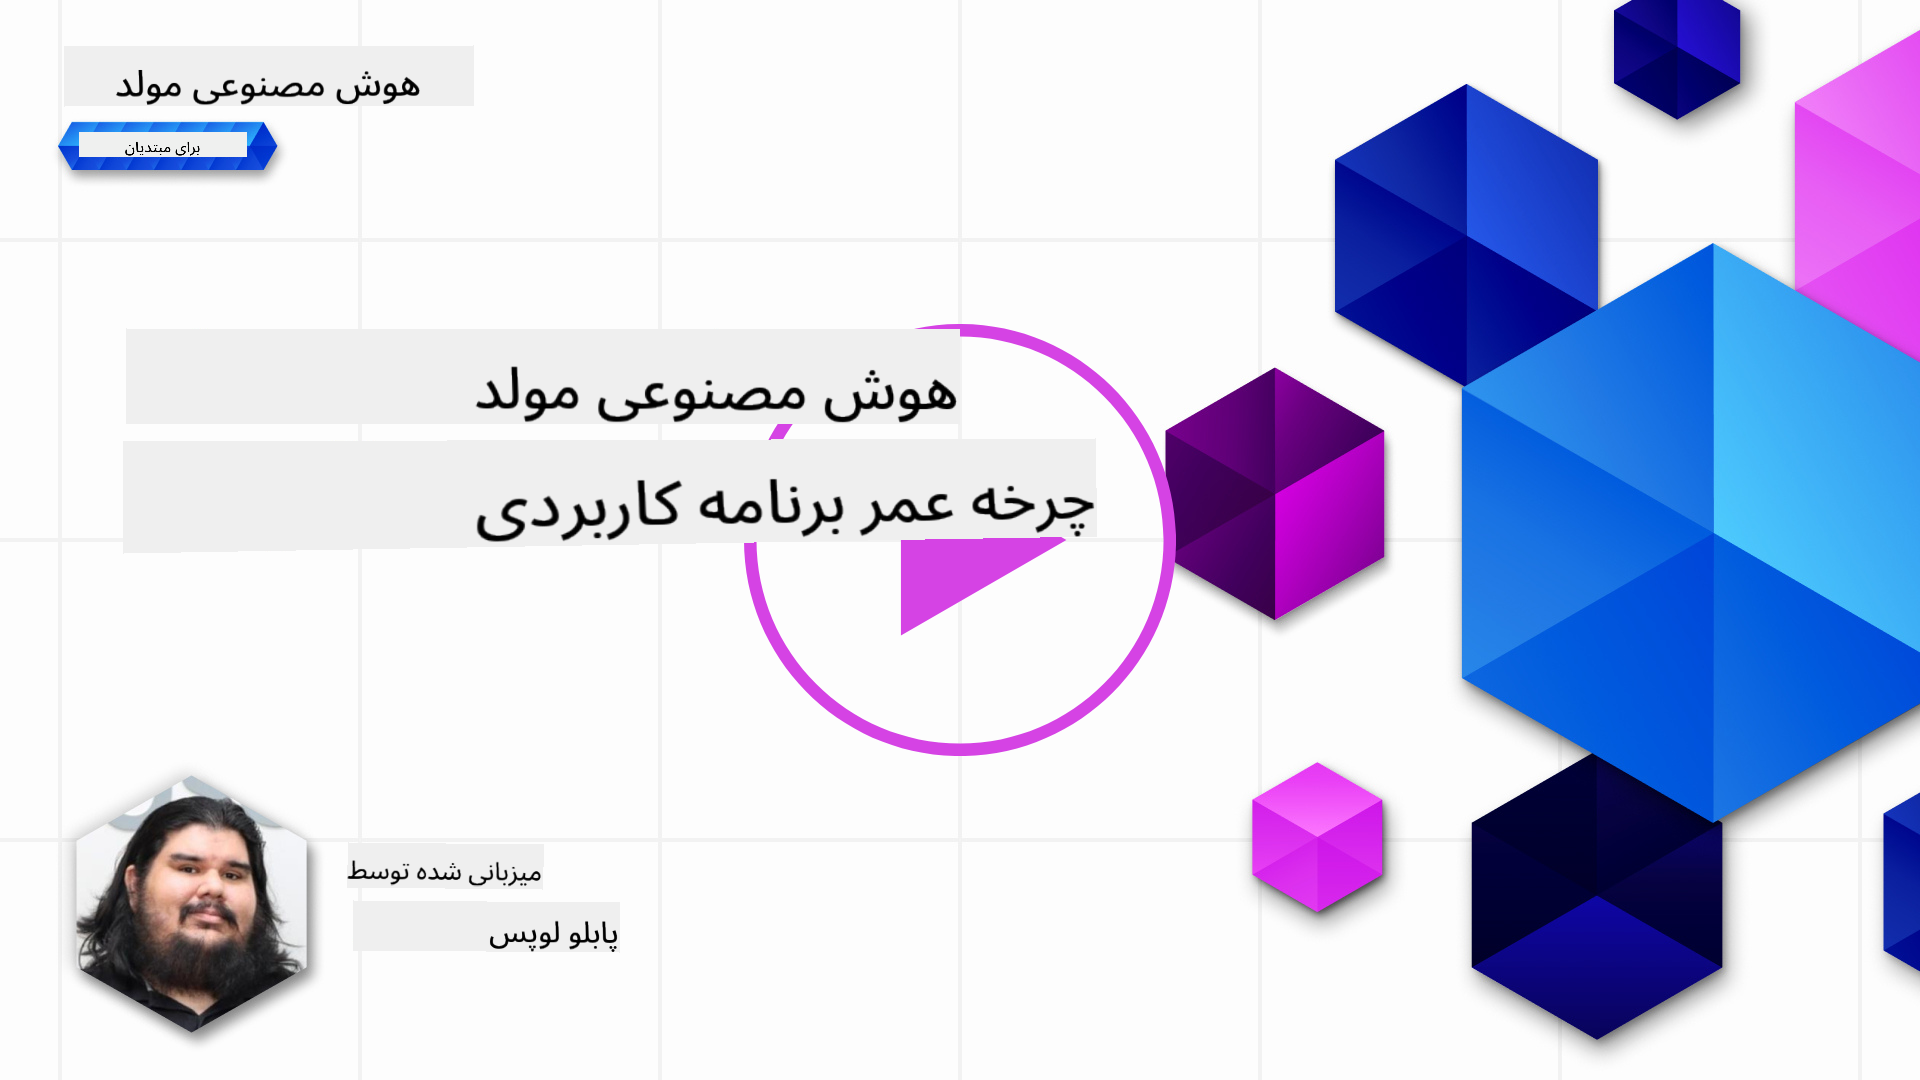 هوش مصنوعی مولد
برای مبتدیان
هوش مصنوعی مولد
چرخه عمر برنامه کاربردی
میزبانی شده توسط
پابلو لوپس